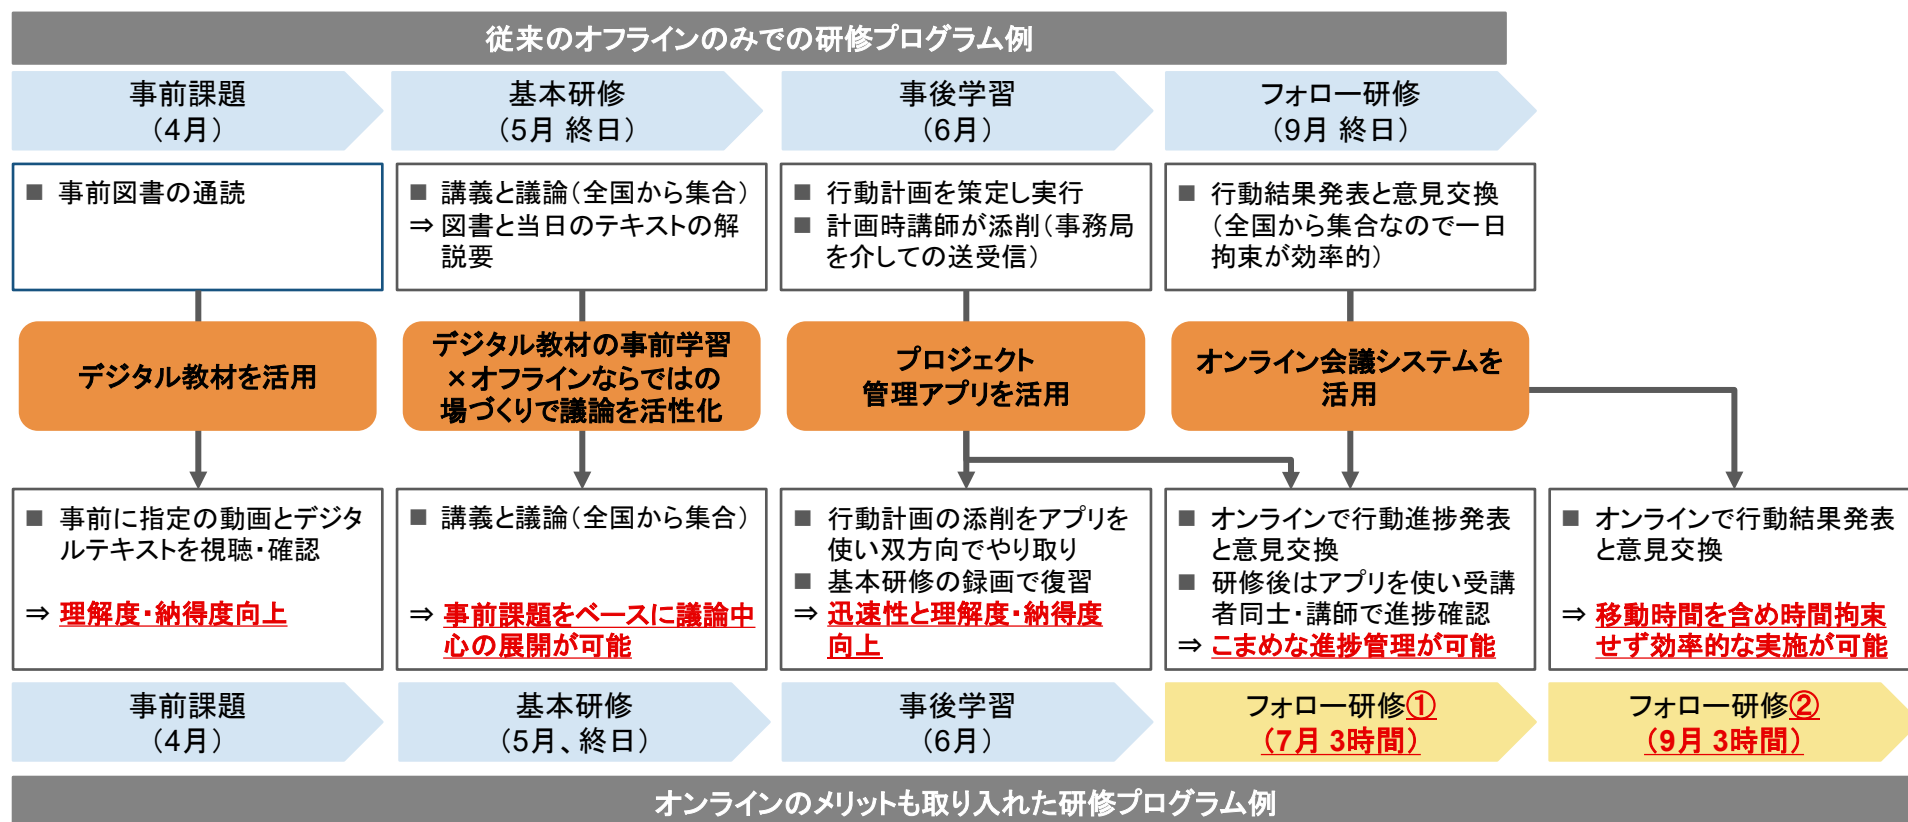 従来のオフラインのみでの研修プログラム例
事前課題
（4月）
基本研修
（5月 終日）
事後学習
（6月）
フォロー研修
（9月 終日）
■ 事前図書の通読
■ 講義と議論（全国から集合）
⇒ 図書と当日のテキストの解
説要
■ 行動計画を策定し実行
■ 計画時講師が添削（事務局
を介しての送受信）
■ 行動結果発表と意見交換
（全国から集合なので一日
拘束が効率的）
デジタル教材を活用
デジタル教材の事前学習
×オフラインならではの
場づくりで議論を活性化
プロジェクト
管理アプリを活用
オンライン会議システムを
活用
■ 事前に指定の動画とデジタ
ルテキストを視聴・確認
⇒ 理解度・納得度向上
■ 講義と議論（全国から集合）
⇒ 事前課題をベースに議論中
心の展開が可能
■ 行動計画の添削をアプリを
使い双方向でやり取り
■ 基本研修の録画で復習
⇒ 迅速性と理解度・納得度
向上
■ オンラインで行動進捗発表
と意見交換
■ 研修後はアプリを使い受講
者同士・講師で進捗確認
⇒ こまめな進捗管理が可能
■ オンラインで行動結果発表
と意見交換
⇒ 移動時間を含め時間拘束
せず効率的な実施が可能
事前課題
（4月）
基本研修
（5月、終日）
事後学習
（6月）
フォロー研修①
（7月 3時間）
フォロー研修②
（9月 3時間）
オンラインのメリットも取り入れた研修プログラム例